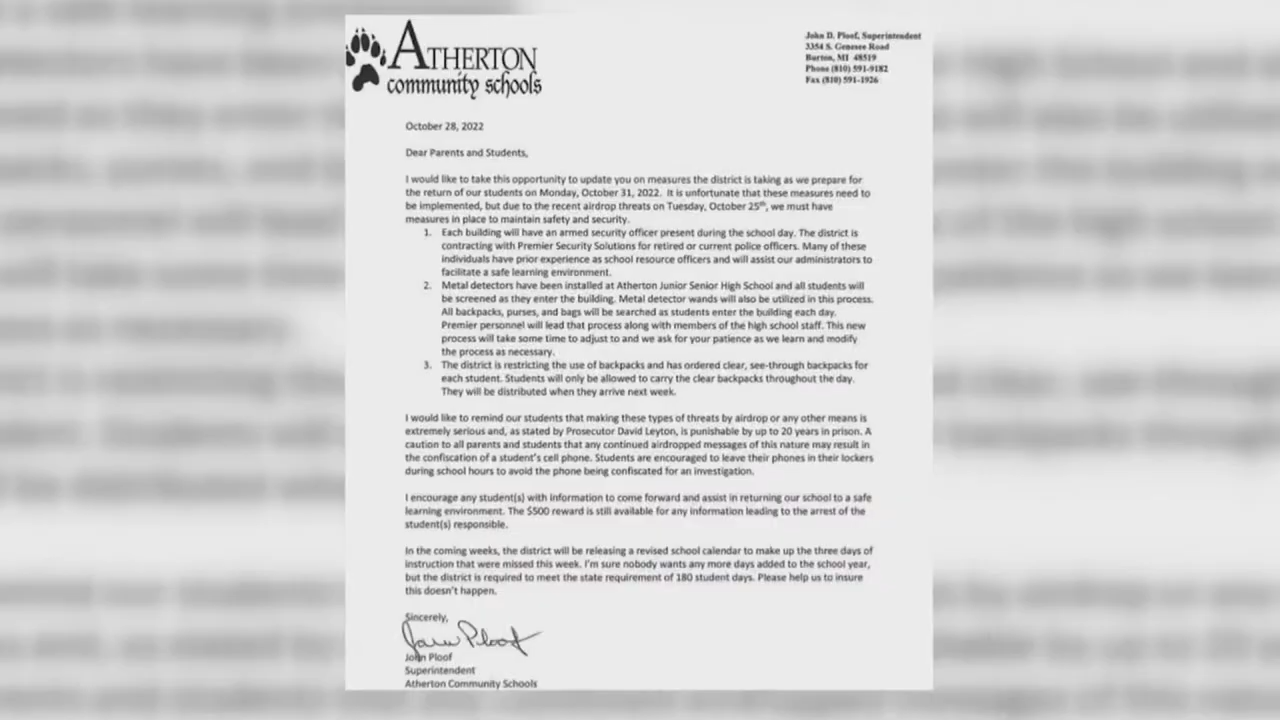 ATHERTON
community schools
John D. Ploof, Superintendent
3354 S. Genesee Road
Burton, MI 48519
Phone (810) 591-9182
Fax (810) 591-1926
October 28, 2022
Dear Parents and Students,
I would like to take this opportunity to update you on measures the district is taking as we prepare for
the return of our students on Monday, October 31, 2022. It is unfortunate that these measures need to
be implemented, but due to the recent airdrop threats on Tuesday, October 25th, we must have
measures in place to maintain safety and security.
1. Each building will have an armed security officer present during the school day. The district is
contracting with Premier Security Solutions for retired or current police officers. Many of these
individuals have prior experience as school resource officers and will assist our administrators to
facilitate a safe learning environment.
2. Metal detectors have been installed at Atherton Junior Senior High School and all students will
be screened as they enter the building. Metal detector wands will also be utilized in this process.
All backpacks, purses, and bags will be searched as students enter the building each day.
Premier personnel will lead that process along with members of the high school staff. This new
process will take some time to adjust to and we ask for your patience as we learn and modify
the process as necessary.
3. The district is restricting the use of backpacks and has ordered clear, see-through backpacks for
each student. Students will only be allowed to carry the clear backpacks throughout the day.
They will be distributed when they arrive next week.
I would like to remind our students that making these types of threats by airdrop or any other means is
extremely serious and, as stated by Prosecutor David Leyton, is punishable by up to 20 years in prison. A
caution to all parents and students that any continued airdropped messages of this nature may result in
the confiscation of a student's cell phone. Students are encouraged to leave their phones in their lockers
during school hours to avoid the phone being confiscated for an investigation.
I encourage any student(s) with information to come forward and assist in returning our school to a safe
learning environment. The $500 reward is still available for any information leading to the arrest of the
student(s) responsible.
In the coming weeks, the district will be releasing a revised school calendar to make up the three days of
instruction that were missed this week. I'm sure nobody wants any more days added to the school year,
but the district is required to meet the state requirement of 180 student days. Please help us to insure
this doesn't happen.
Sincerely,
John Ploof
John Ploof
Superintendent
Atherton Community Schools